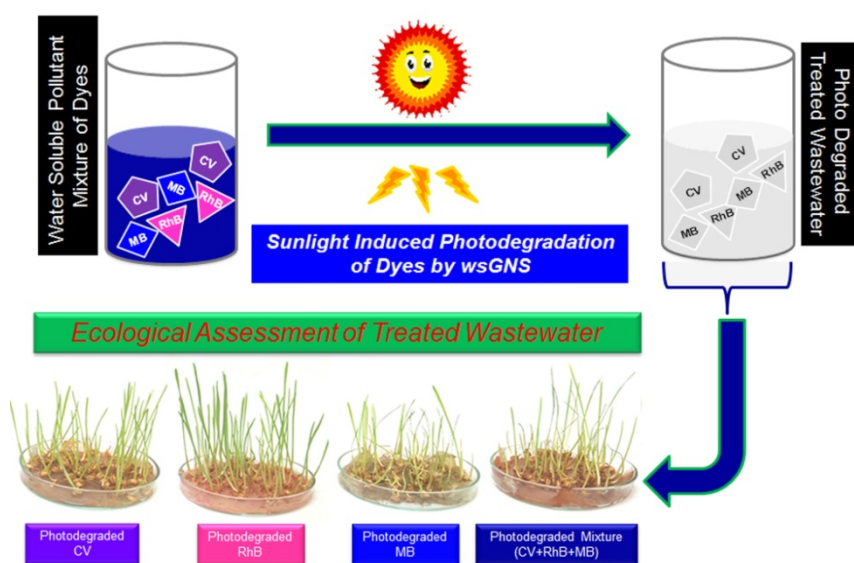 Water Soluble Pollutant
Mixture of Dyes
CV
MB
CV
RhB
RhB
MB
Sunlight Induced Photodegradation
of Dyes by wsGNS
CV
RhB
CV
MB
RhB
MB
Photo Degraded
Treated Wastewater
Ecological Assessment of Treated Wastewater
Photodegraded
CV
Photodegraded
RhB
Photodegraded
MB
Photodegraded Mixture
(CV+RhB+MB)